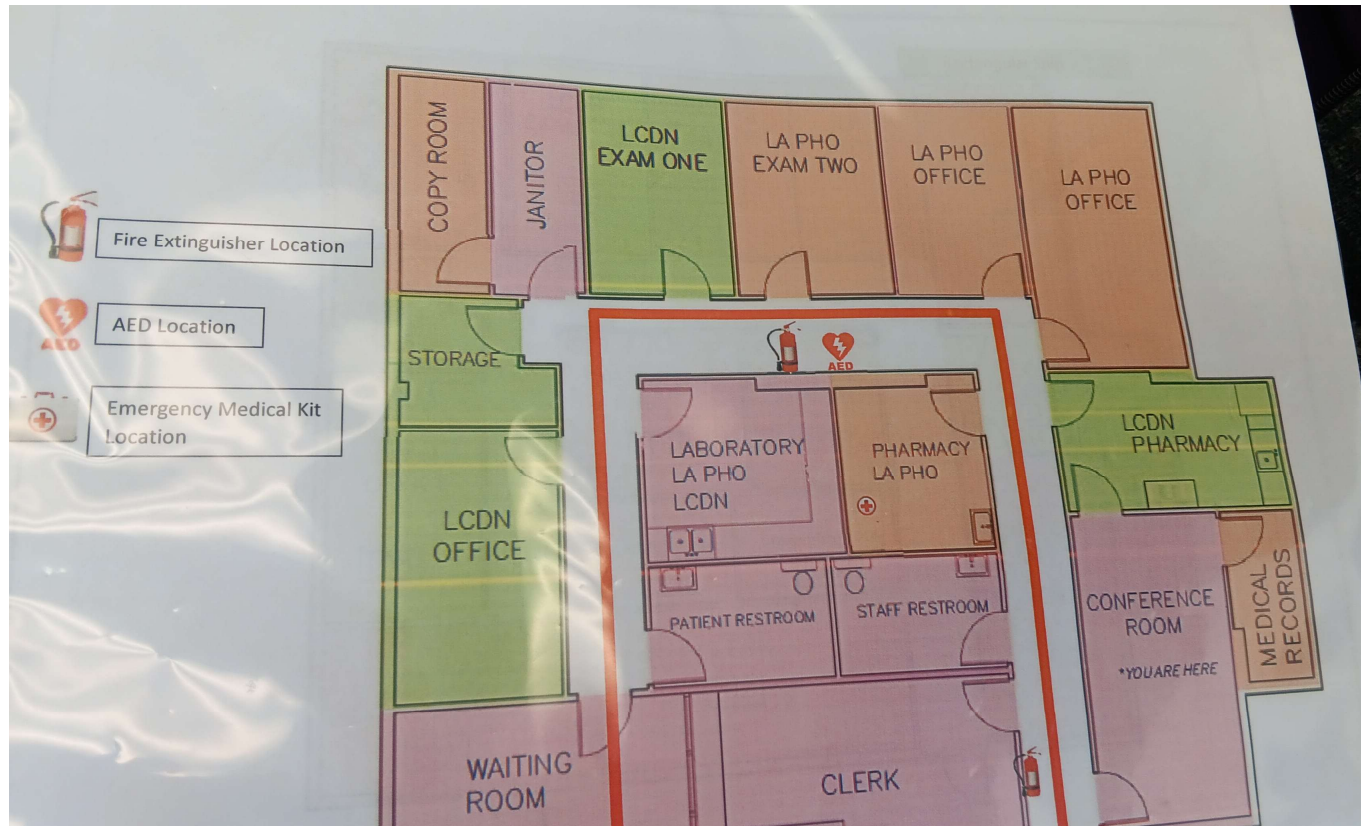 COPY ROOM
JANITOR
LCDN
EXAM ONE
LA PHO
EXAM TWO
LA PHO
OFFICE
LA PHO
OFFICE
Fire Extinguisher Location
AED Location
AED
Emergency Medical Kit
Location
STORAGE
AED
LCDN
PHARMACY
LABORATORY
LA PHO
LCDN
PHARMACY
LA PHO
LCDN
OFFICE
PATIENT RESTROOM
STAFF RESTROOM
CONFERENCE
ROOM
*YOU ARE HERE
MEDICAL
RECORDS
WAITING
ROOM
CLERK